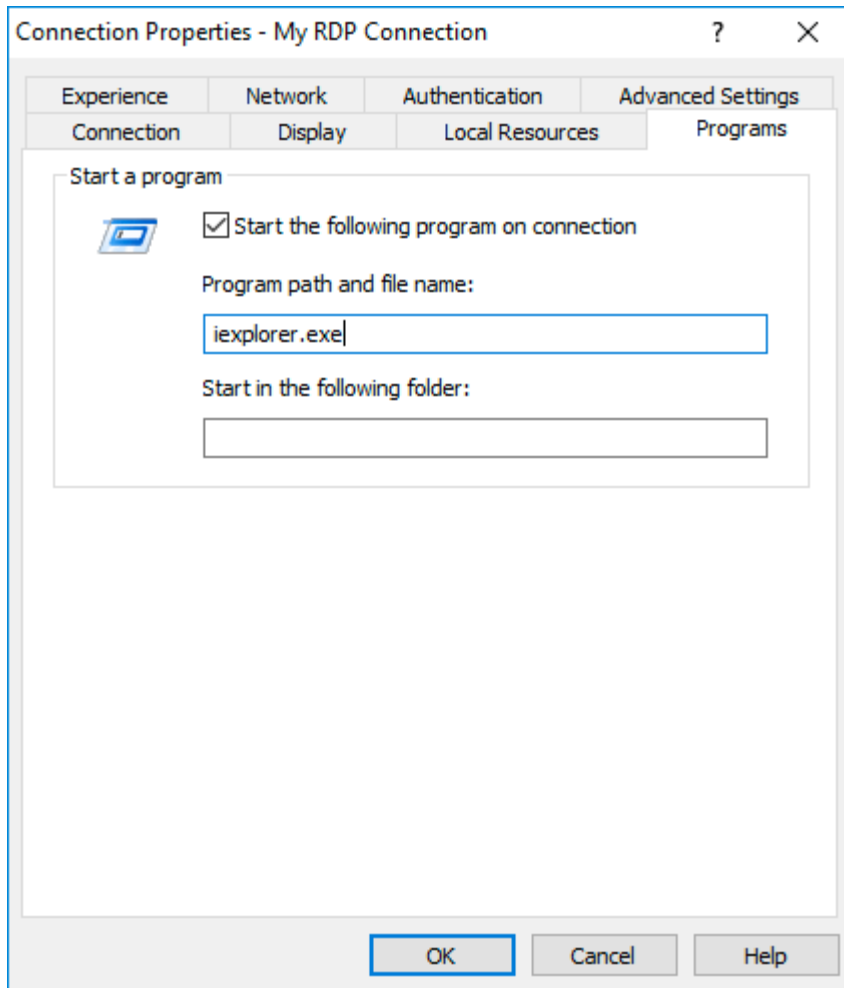 Connection Properties - My RDP Connection ?
Experience Network Authentication Advanced Settings
Connection Display Local Resources Programs
Start a program
Start the following program on connection
Program path and file name:
iexplorer.exe
Start in the following folder:
OK Cancel Help